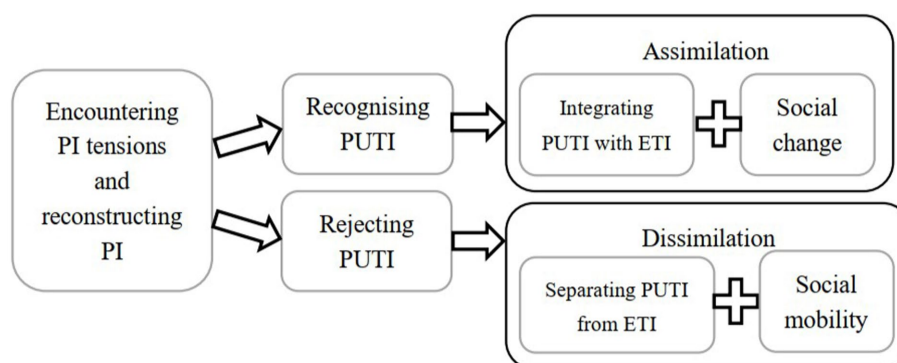 Encountering
PI tensions
and
reconstructing
PI
Recognising
PUTI
Assimilation
Integrating
PUTI with ETI
Social
change
Rejecting
PUTI
Dissimilation
Separating PUTI
from ETI
Social
mobility